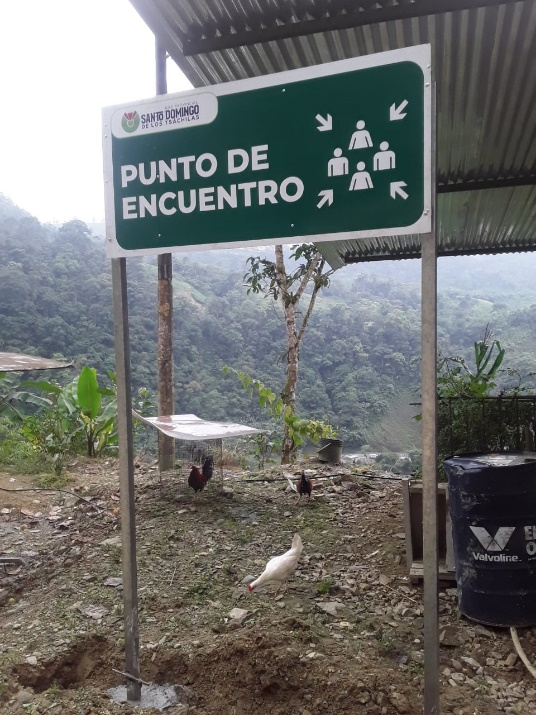 SANTO DOMINGO
DE LOS TSÁCHILAS
PUNTO DE
ENCUENTRO
Valvoline